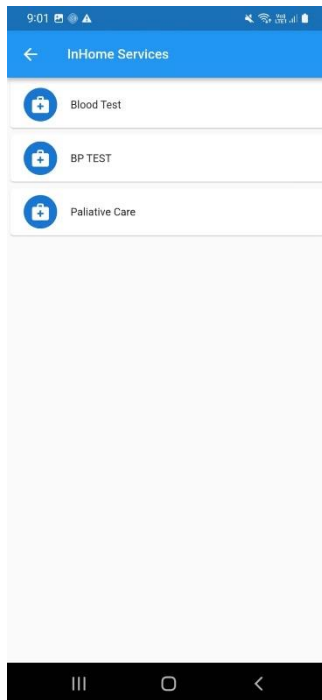 9:01
InHome Services
Blood Test
BP TEST
Paliative Care